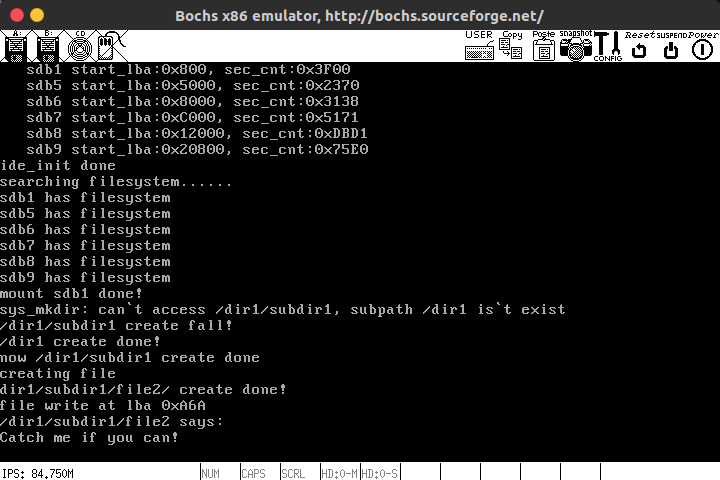 Bochs x86 emulator, http://bochs.sourceforge.net/
A: B: CD USER Copy Paste Snapshot CONFIG Reset SUSPEND Power
sdb1 start_lba:0x800, sec_cnt:0x3F00
sdb5 start_lba:0x5000, sec_cnt:0x2370
sdb6 start_lba:0x8000, sec_cnt:0x3138
sdb7 start_lba:0xC000, sec_cnt:0x5171
sdb8 start_lba:0x12000, sec_cnt:0xDBD1
sdb9 start_lba:0x20800, sec_cnt:0x75E0
ide_init done
searching filesystem......
sdb1 has filesystem
sdb5 has filesystem
sdb6 has filesystem
sdb7 has filesystem
sdb8 has filesystem
sdb9 has filesystem
mount sdb1 done!
sys_mkdir: can`t access /dir1/subdir1, subpath /dir1 is`t exist
/dir1/subdir1 create fall!
/dir1 create done!
now /dir1/subdir1 create done
creating file
dir1/subdir1/file2/ create done!
file write at lba 0xA6A
/dir1/subdir1/file2 says:
Catch me if you can!
IPS: 84.750M NUM CAPS SCRL HD:0-M HD:0-S